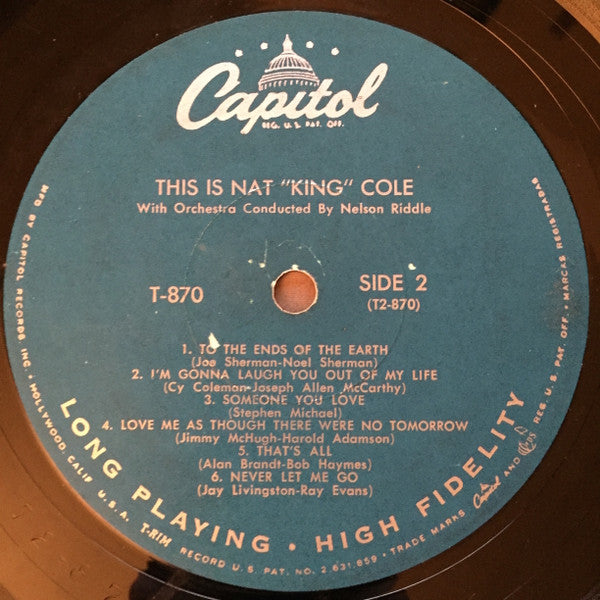 Capitol
REG. U.S. PAT. OFF.
THIS IS NAT "KING" COLE
With Orchestra Conducted By Nelson Riddle
T-870
SIDE 2
(T2-870)
1. TO THE ENDS OF THE EARTH
(Joe Sherman-Noel Sherman)
2. I'M GONNA LAUGH YOU OUT OF MY LIFE
(Cy Coleman-Joseph Allen McCarthy)
3. SOMEONE YOU LOVE
(Stephen Michael)
4. LOVE ME AS THOUGH THERE WERE NO TOMORROW
(Jimmy McHugh-Harold Adamson)
5. THAT'S ALL
(Alan Brandt-Bob Haymes)
6. NEVER LET ME GO
(Jay Livingston-Ray Evans)
LONG PLAYING • HIGH FIDELITY
MFD. BY CAPITOL RECORDS INC. • HOLLYWOOD, CALIF U.S.A. T-RIM RECORD U.S. PAT. NO. 2,631,859 • TRADE MARKS Capitol AND REG. U.S. PAT. OFF. • MARCAS REGISTRADAS